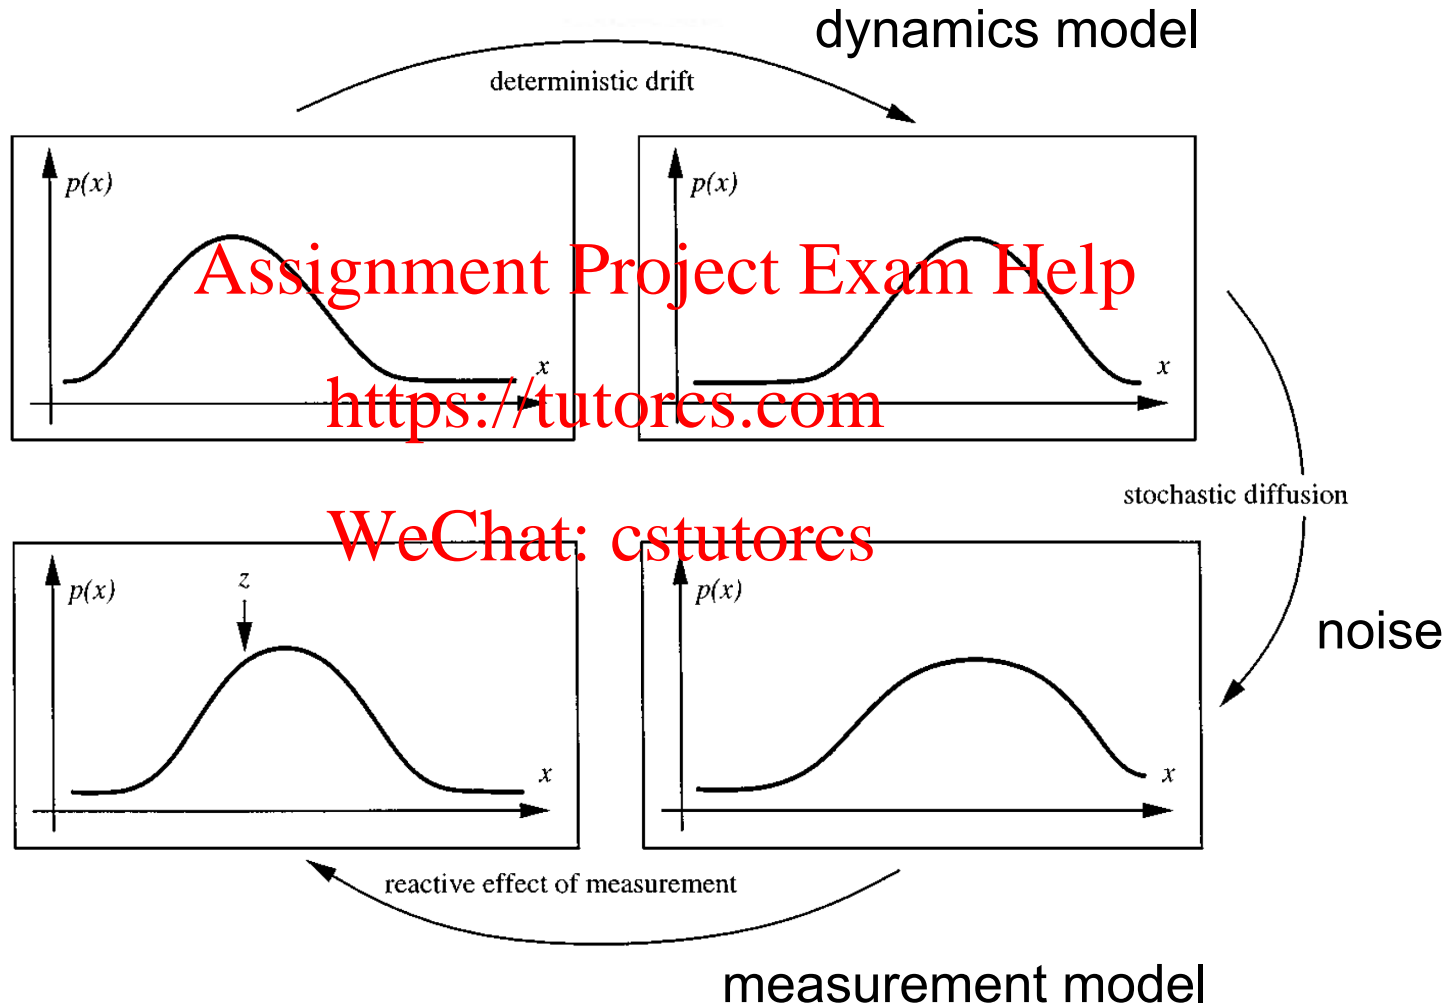 dynamics model
deterministic drift
p(x)
p(x)
Assignment Project Exam Help
x
x
https://tutorcs.com
stochastic diffusion
WeChat: cstutorcs
z
p(x)
p(x)
noise
x
x
reactive effect of measurement
measurement model